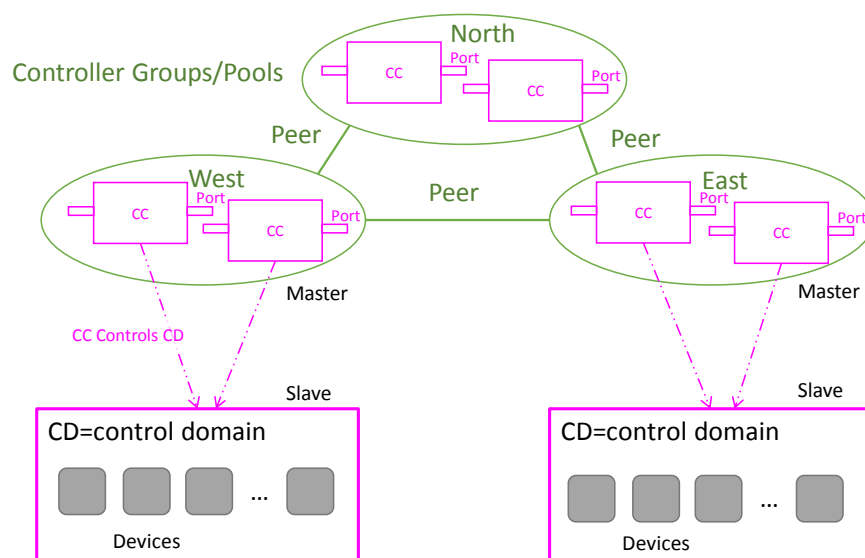 North
Controller Groups/Pools
CC
Port
CC
Port
Peer
Peer
West
Peer
East
CC
Port
CC
Port
CC
Port
CC
Port
Master
Master
CC Controls CD
Slave
Slave
CD=control domain
CD=control domain
...
...
Devices
Devices